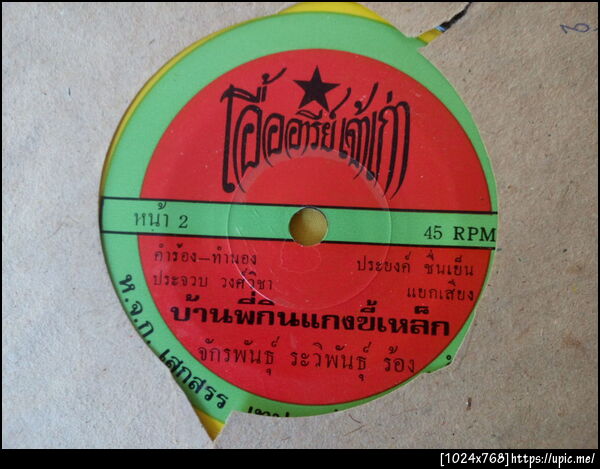 เอื้ออารีย์ เจ้าเก่า
หน้า 2
45 RPM
คำร้อง-ทำนอง
ประจวบ วงศ์วิชา
ประยงค์ ชื่นเย็น
แยกเสียง
บ้านพี่กินแกงขี้เหล็ก
จักรพันธุ์ ระวิพันธุ์ ร้อง
ห.จ.ก. เสกสรร
[1024x768]https://upic.me/